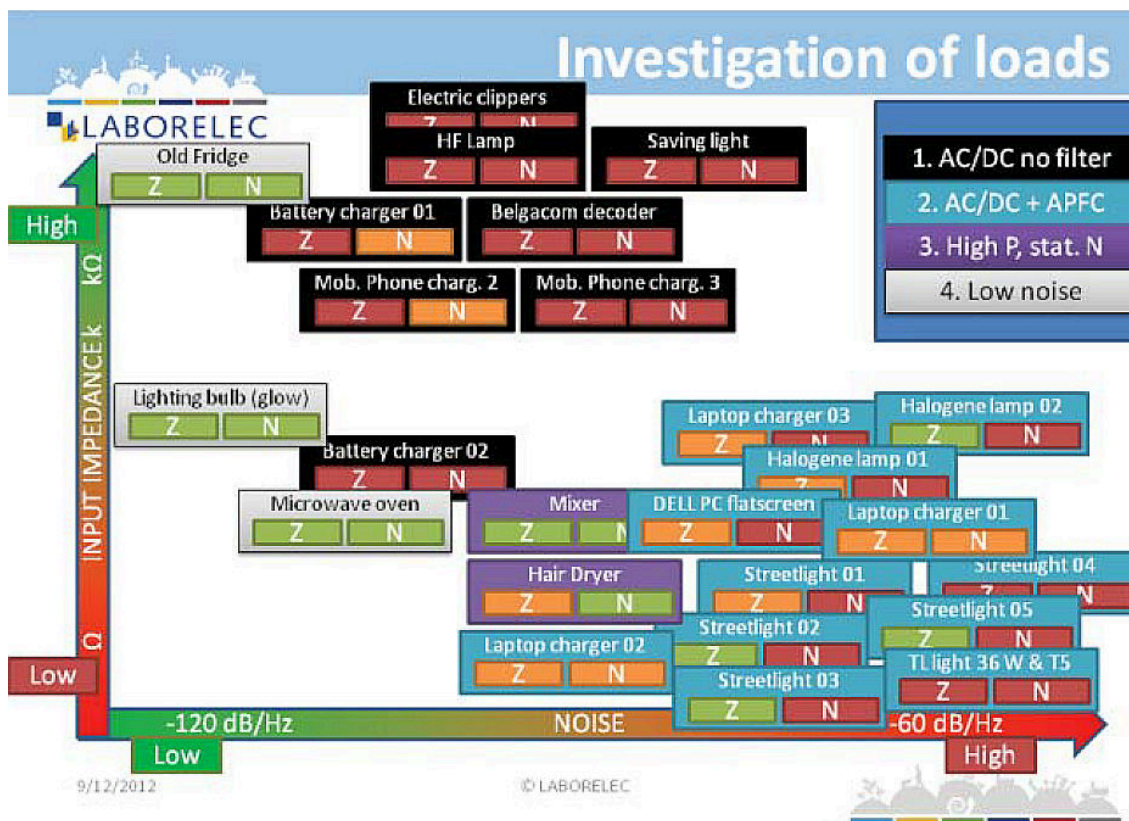 Investigation of loads
LABORELEC
Electric clippers
Z N
HF Lamp
Z N
Saving light
Z N
Old Fridge
Z N
Battery charger 01
Z N
Belgacom decoder
Z N
Mob. Phone charg. 2
Z N
Mob. Phone charg. 3
Z N
1. AC/DC no filter
2. AC/DC + APFC
3. High P, stat. N
4. Low noise
High
INPUT IMPEDANCE k kΩ
Ω
Low
Lighting bulb (glow)
Z N
Battery charger 02
Z N
Microwave oven
Z N
Laptop charger 03
Z N
Halogene lamp 02
Z N
Halogene lamp 01
Z N
Mixer
Z N
DELL PC flatscreen
Z N
Laptop charger 01
Z N
Hair Dryer
Z N
Streetlight 01
Z N
Streetlight 04
Z N
Laptop charger 02
Z N
Streetlight 02
Z N
Streetlight 05
Z N
Streetlight 03
Z N
TL light 36 W & T5
Z N
-120 dB/Hz NOISE -60 dB/Hz
Low High
9/12/2012 © LABORELEC